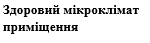 Здоровий мікроклімат
приміщення